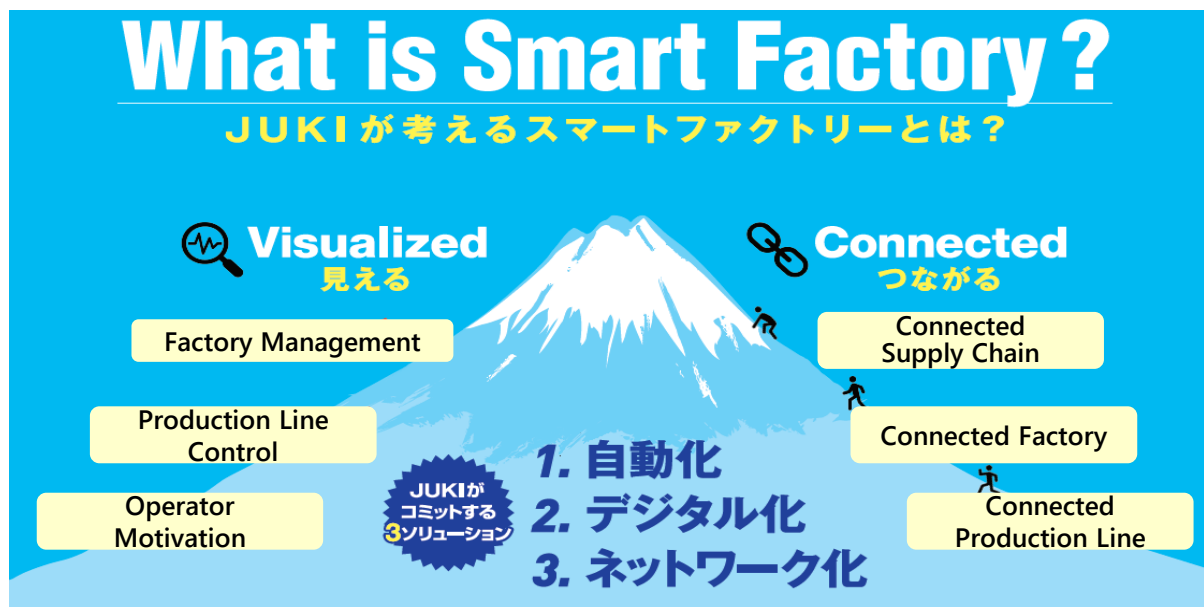 What is Smart Factory?
JUKIが考えるスマートファクトリーとは？
Visualized
見える
Factory Management
Production Line
Control
Operator
Motivation
Connected
つながる
Connected
Supply Chain
Connected Factory
Connected
Production Line
JUKIが
コミットする
3ソリューション
1. 自動化
2. デジタル化
3. ネットワーク化